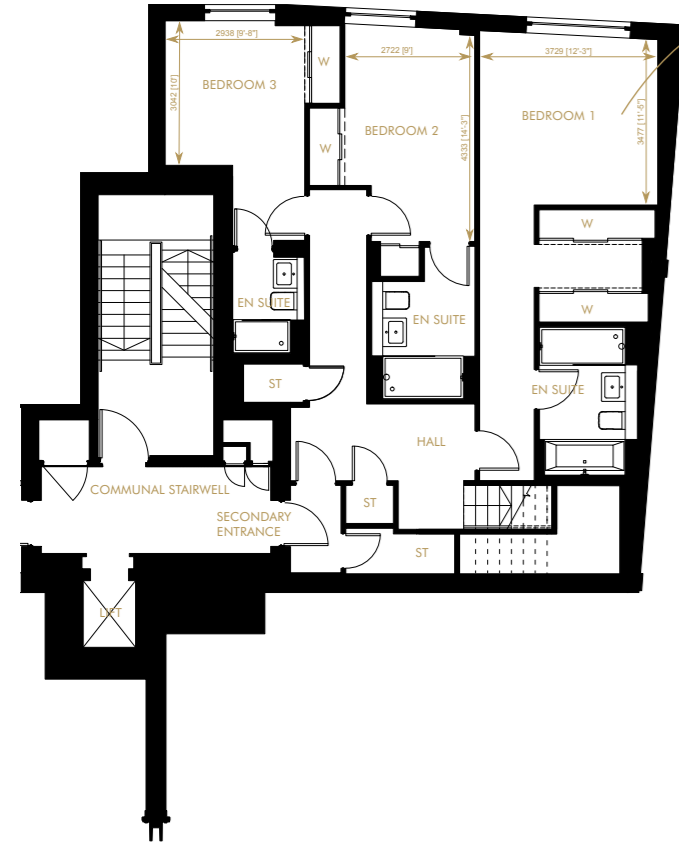 2938 [9'-8"]
3042 [10']
BEDROOM 3
W
W
2722 [9']
4333 [14'-3"]
BEDROOM 2
3729 [12'-3"]
3477 [11'-5"]
BEDROOM 1
W
W
EN SUITE
EN SUITE
EN SUITE
ST
HALL
ST
ST
COMMUNAL STAIRWELL
SECONDARY
ENTRANCE
LIFT